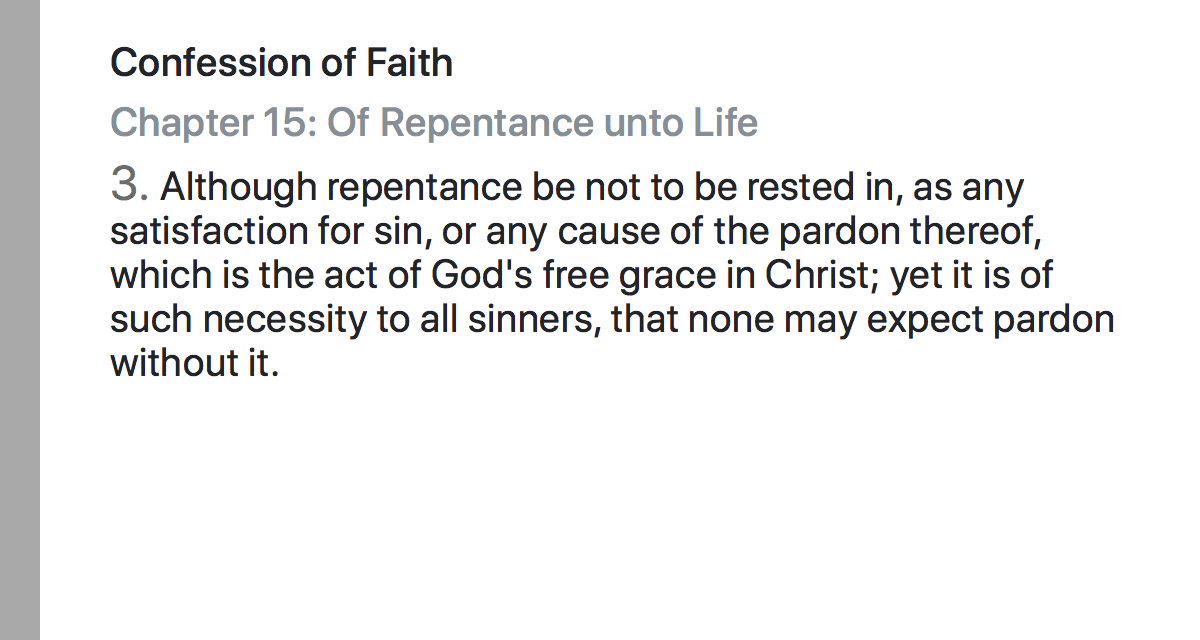 Confession of Faith
Chapter 15: Of Repentance unto Life
3. Although repentance be not to be rested in, as any
satisfaction for sin, or any cause of the pardon thereof,
which is the act of God's free grace in Christ; yet it is of
such necessity to all sinners, that none may expect pardon
without it.